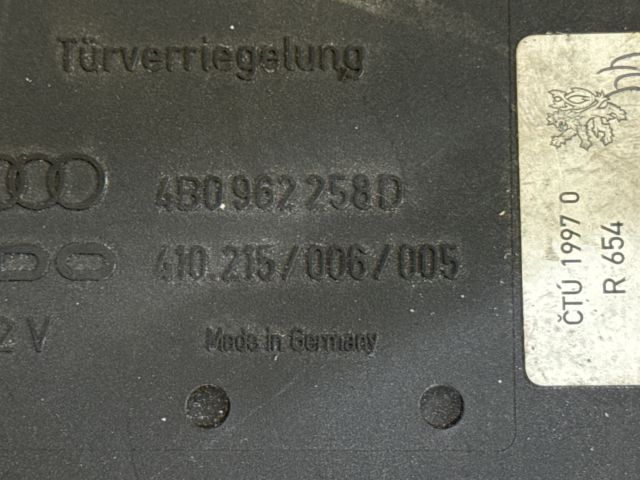 Türverriegelung
4B0 962 258 D
410.215/006/005
2 V
Made in Germany
ČTÚ 1997 0
R 654